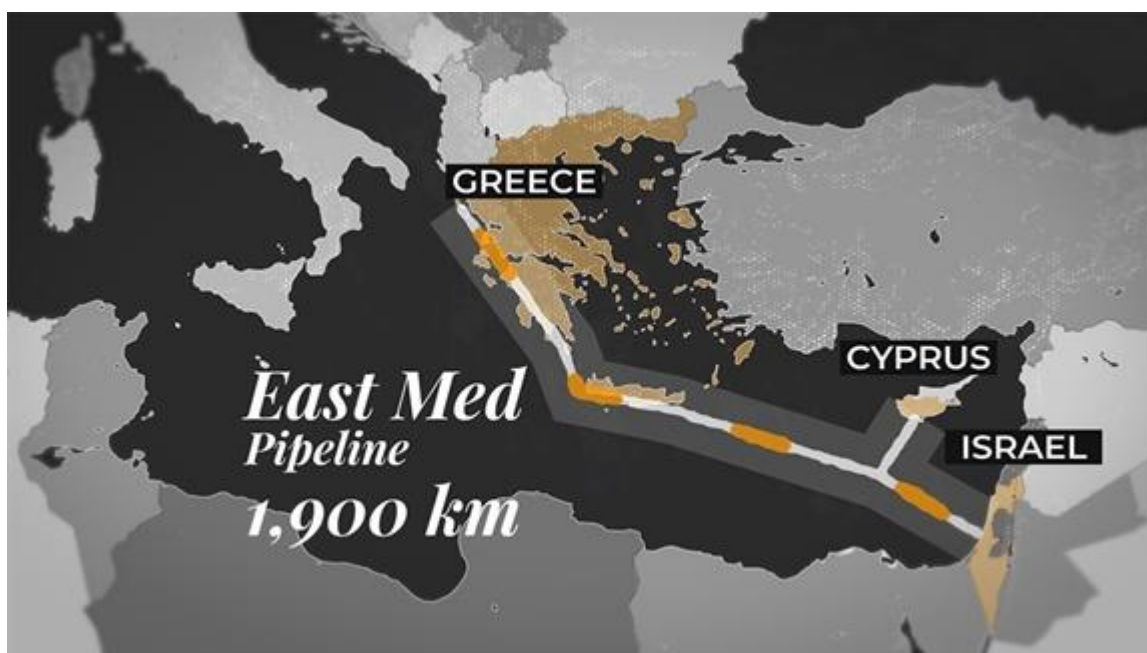 GREECE
CYPRUS
East Med
Pipeline
ISRAEL
1,900 km